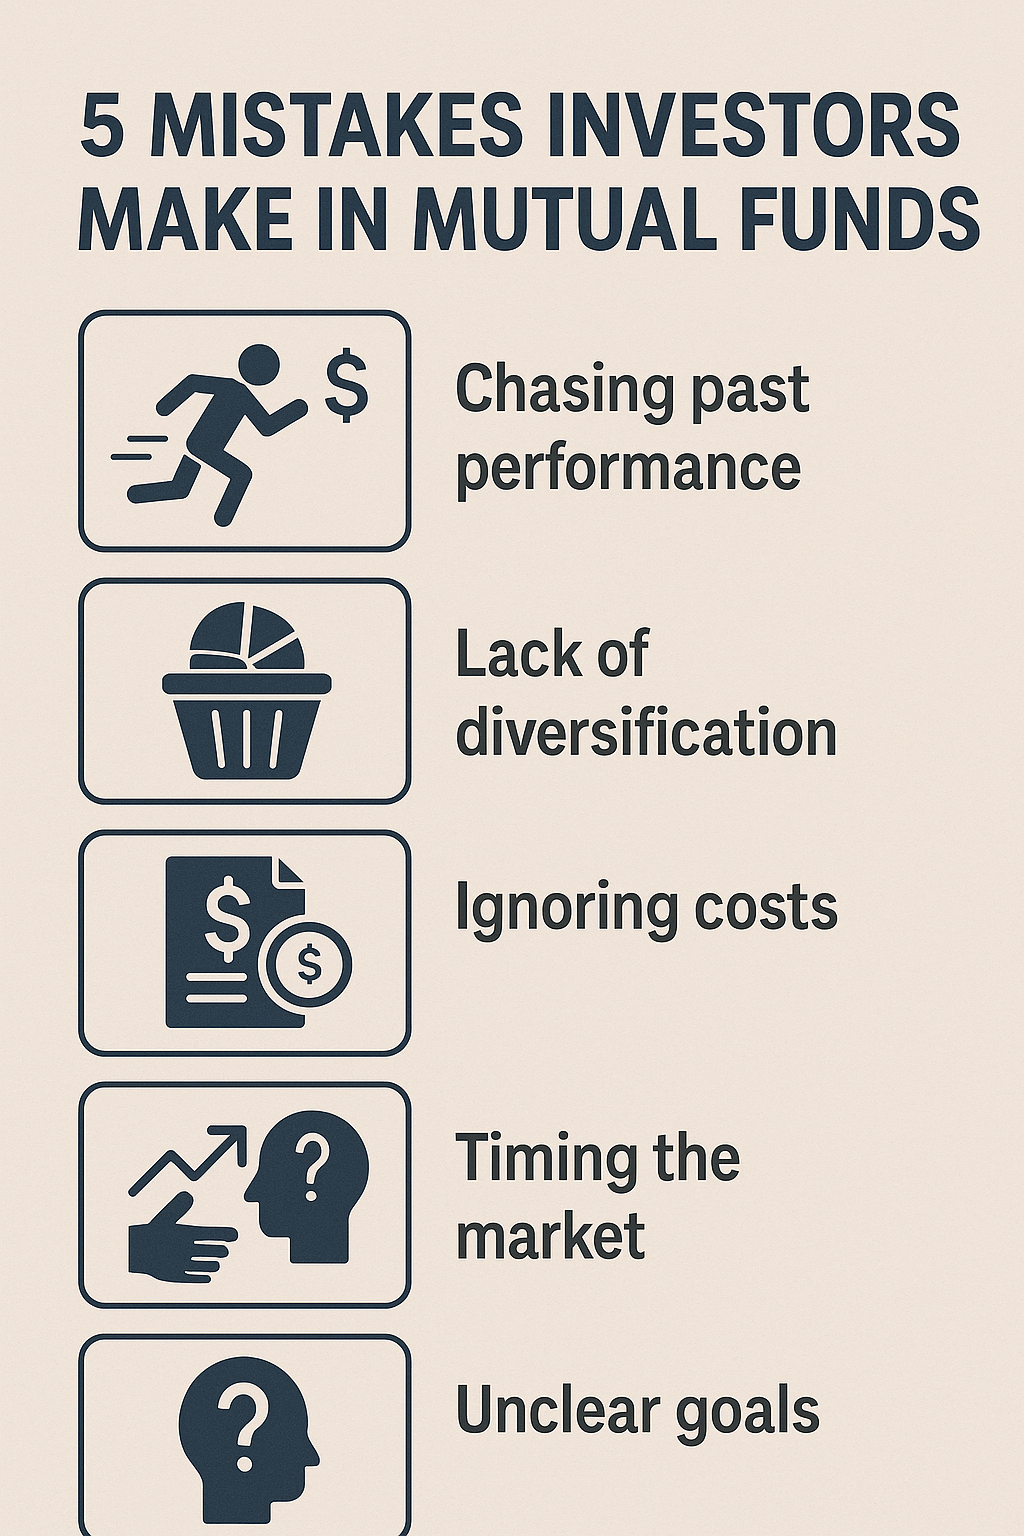 5 MISTAKES INVESTORS
MAKE IN MUTUAL FUNDS
$
Chasing past
performance
Lack of
diversification
$
$
Ignoring costs
?
Timing the
market
?
Unclear goals